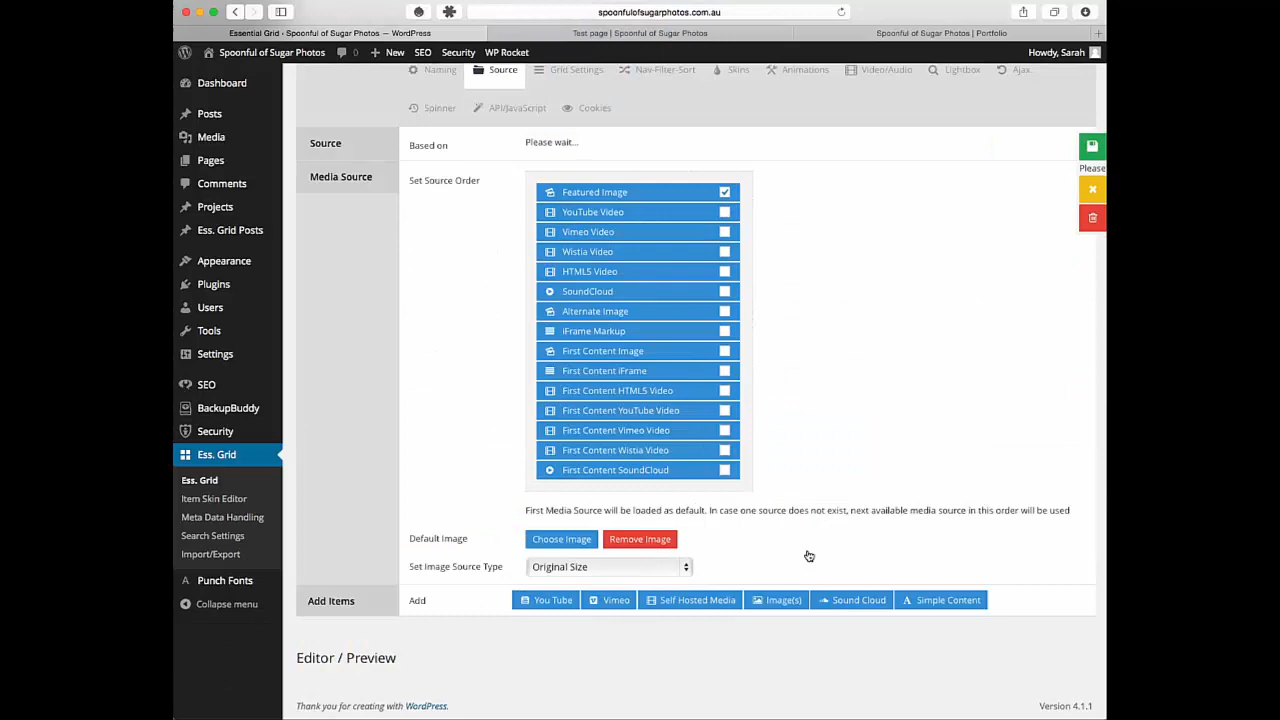 spoonfulofsugarphotos.com.au
Essential Grid ‹ Spoonful of Sugar Photos — WordPress
Test page | Spoonful of Sugar Photos
Spoonful of Sugar Photos | Portfolio
Spoonful of Sugar Photos 0 + New SEO Security WP Rocket Howdy, Sarah
Dashboard
Posts
Media
Pages
Comments
Projects
Ess. Grid Posts
Appearance
Plugins
Users
Tools
Settings
SEO
BackupBuddy
Security
Ess. Grid
Ess. Grid
Item Skin Editor
Meta Data Handling
Search Settings
Import/Export
Punch Fonts
Collapse menu
Naming Source Grid Settings Nav-Filter-Sort Skins Animations Video/Audio Lightbox Ajax
Spinner API/JavaScript Cookies
Source
Based on
Please wait...
Media Source
Set Source Order
Featured Image
YouTube Video
Vimeo Video
Wistia Video
HTML5 Video
SoundCloud
Alternate Image
iFrame Markup
First Content Image
First Content iFrame
First Content HTML5 Video
First Content YouTube Video
First Content Vimeo Video
First Content Wistia Video
First Content SoundCloud
First Media Source will be loaded as default. In case one source does not exist, next available media source in this order will be used
Default Image
Choose Image
Remove Image
Set Image Source Type
Original Size
Add Items
Add
You Tube
Vimeo
Self Hosted Media
Image(s)
Sound Cloud
Simple Content
Please
Editor / Preview
Thank you for creating with WordPress.
Version 4.1.1